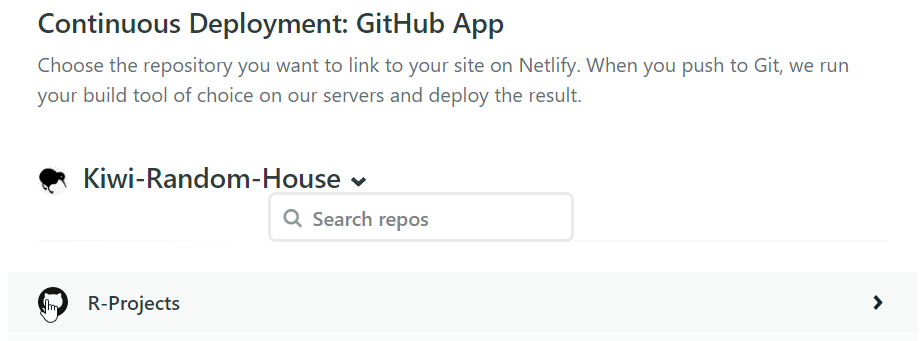 Continuous Deployment: GitHub App
Choose the repository you want to link to your site on Netlify. When you push to Git, we run
your build tool of choice on our servers and deploy the result.
Kiwi-Random-House
Search repos
R-Projects